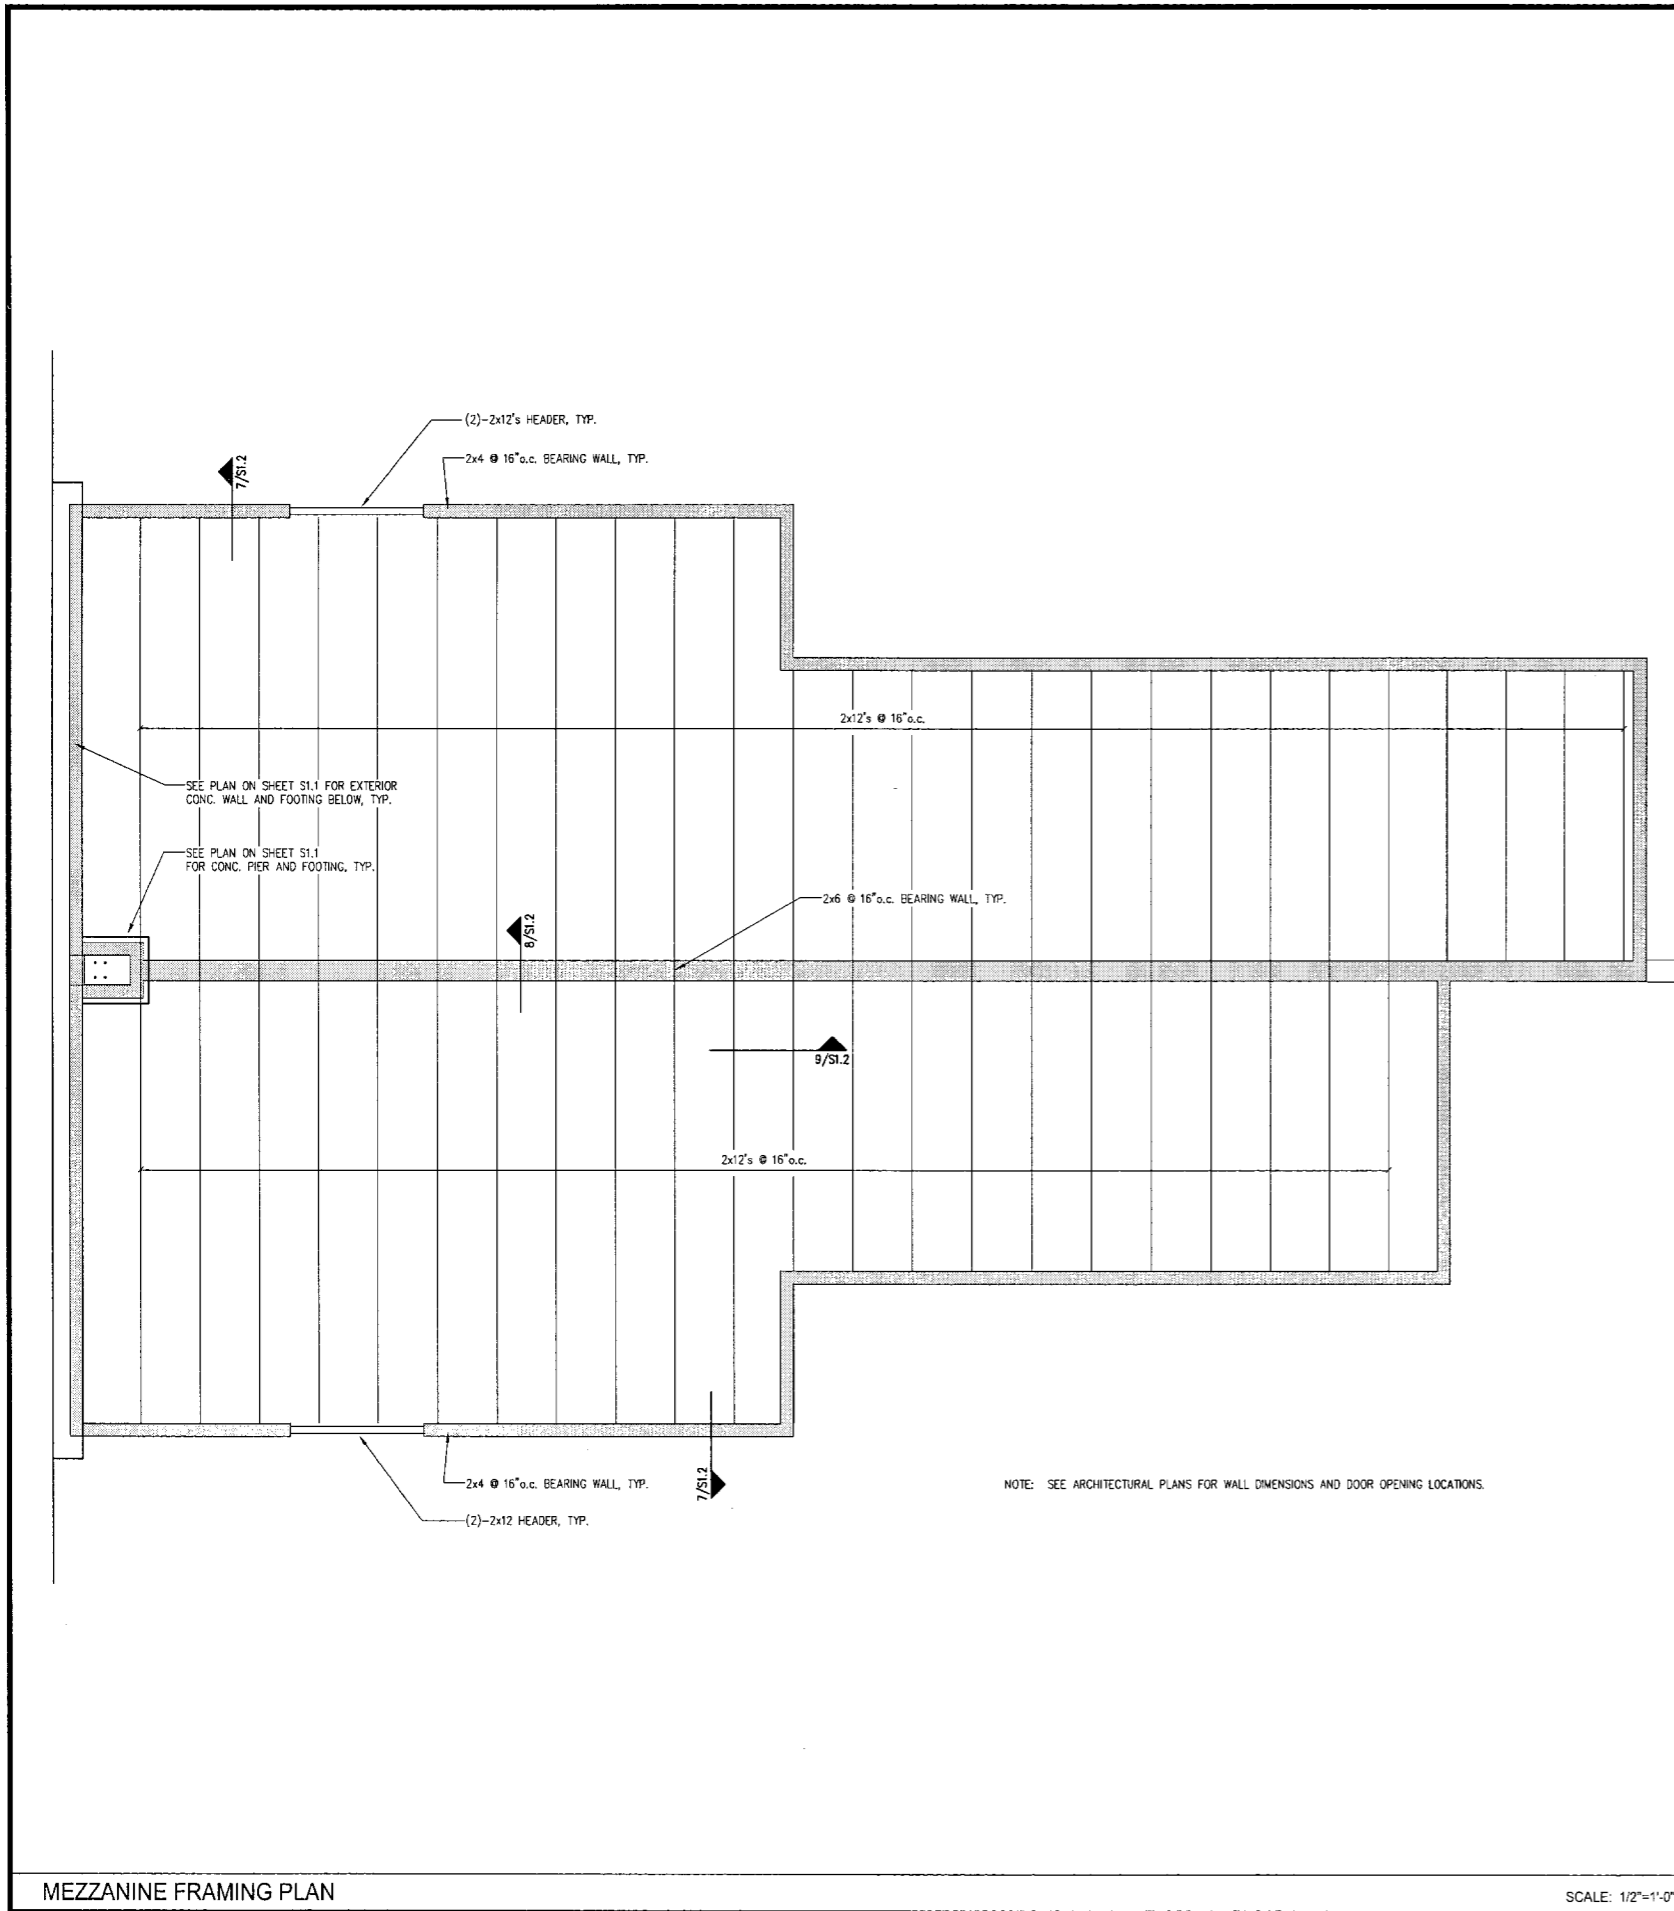 (2)-2x12's HEADER, TYP.
2x4 @ 16"o.c. BEARING WALL, TYP.
7/S1.2
2x12's @ 16"o.c.
SEE PLAN ON SHEET S1.1 FOR EXTERIOR
CONC. WALL AND FOOTING BELOW, TYP.
SEE PLAN ON SHEET S1.1
FOR CONC. PIER AND FOOTING, TYP.
2x6 @ 16"o.c. BEARING WALL, TYP.
8/S1.2
9/S1.2
2x12's @ 16"o.c.
7/S1.2
2x4 @ 16"o.c. BEARING WALL, TYP.
(2)-2x12 HEADER, TYP.
NOTE: SEE ARCHITECTURAL PLANS FOR WALL DIMENSIONS AND DOOR OPENING LOCATIONS.
MEZZANINE FRAMING PLAN
SCALE: 1/2"=1'-0"